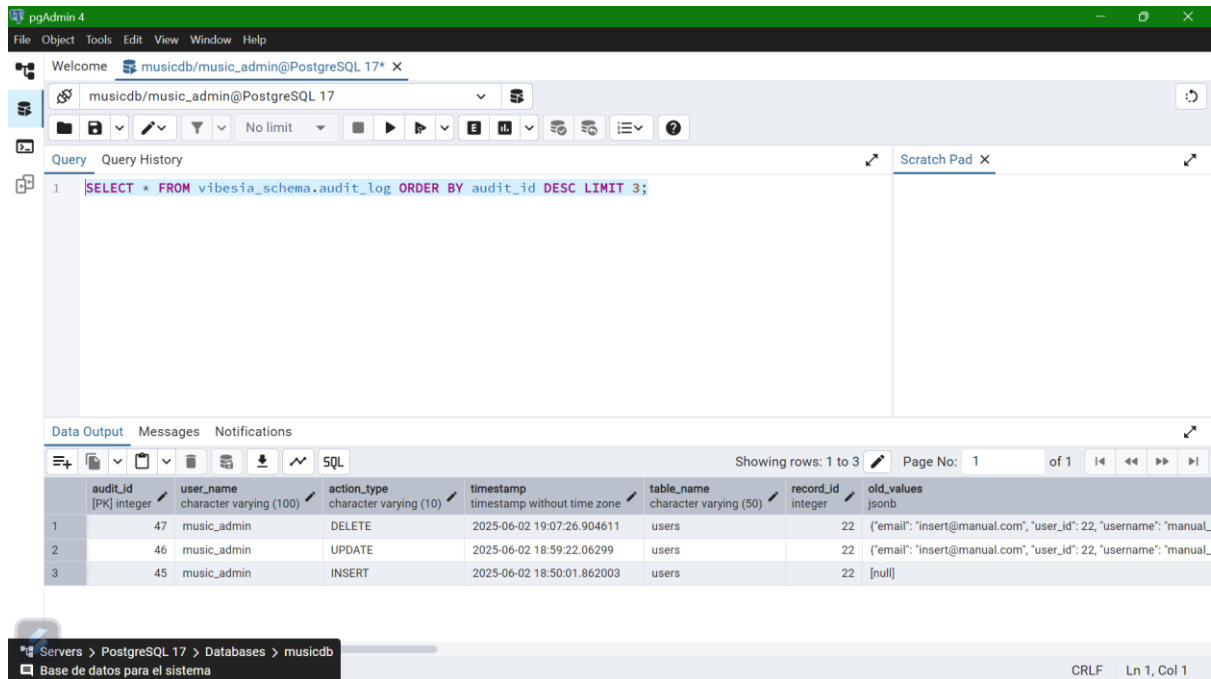 pgAdmin 4
File Object Tools Edit View Window Help
Welcome musicdb/music_admin@PostgreSQL 17* X
musicdb/music_admin@PostgreSQL 17
No limit
E
Query Query History
Scratch Pad X
1 SELECT * FROM vibesia_schema.audit_log ORDER BY audit_id DESC LIMIT 3;
Data Output Messages Notifications
SQL Showing rows: 1 to 3 Page No: 1 of 1
audit_id user_name action_type timestamp table_name record_id old_values
[PK] integer character varying (100) character varying (10) timestamp without time zone character varying (50) integer jsonb
1 47 music_admin DELETE 2025-06-02 19:07:26.904611 users 22 {"email": "insert@manual.com", "user_id": 22, "username": "manual_
2 46 music_admin UPDATE 2025-06-02 18:59:22.06299 users 22 {"email": "insert@manual.com", "user_id": 22, "username": "manual_
3 45 music_admin INSERT 2025-06-02 18:50:01.862003 users 22 [null]
Servers > PostgreSQL 17 > Databases > musicdb
Base de datos para el sistema
CRLF Ln 1, Col 1